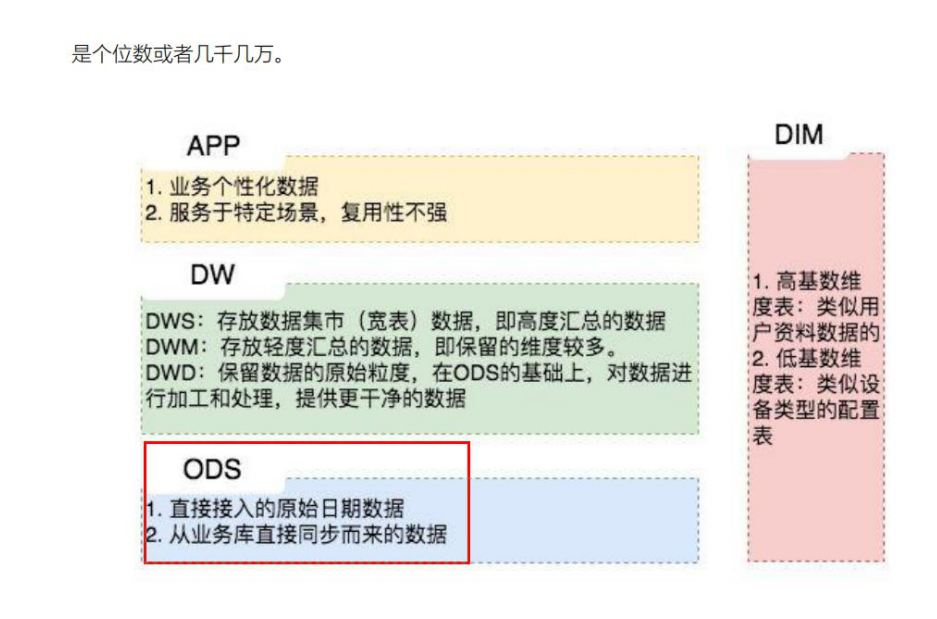 是个位数或者几千几万。
APP
1. 业务个性化数据
2. 服务于特定场景，复用性不强
DW
DWS：存放数据集市（宽表）数据，即高度汇总的数据
DWM：存放轻度汇总的数据，即保留的维度较多。
DWD：保留数据的原始粒度，在ODS的基础上，对数据进
行加工和处理，提供更干净的数据
ODS
1. 直接接入的原始日期数据
2. 从业务库直接同步而来的数据
DIM
1. 高基数维
度表：类似用
户资料数据的
2. 低基数维
度表：类似设
备类型的配置
表